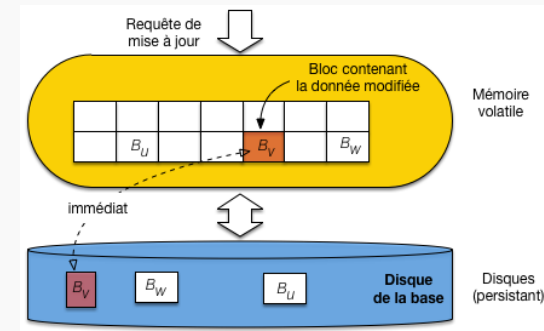 Requête de
mise à jour
Bloc contenant
la donnée modifiée
Mémoire
volatile
Bu
Bv
Bw
immédiat
Bv
Bw
Bu
Disque
de la base
Disques
(persistant)